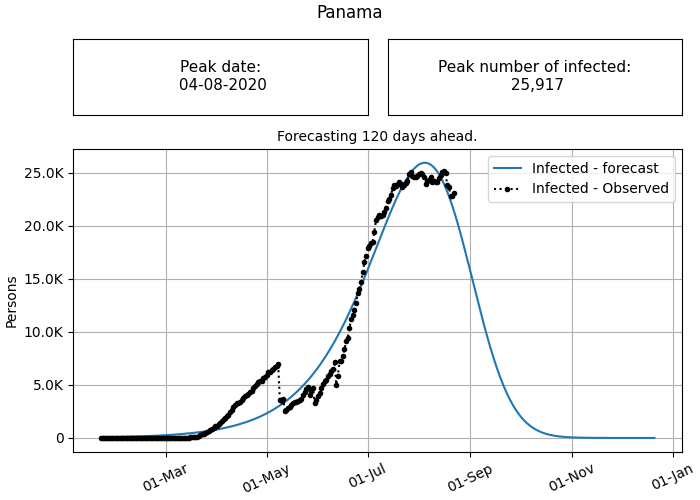 Panama
Peak date:
04-08-2020
Peak number of infected:
25,917
Forecasting 120 days ahead.
Infected - forecast
Infected - Observed
25.0K
20.0K
15.0K
10.0K
5.0K
0
Persons
01-Mar
01-May
01-Jul
01-Sep
01-Nov
01-Jan